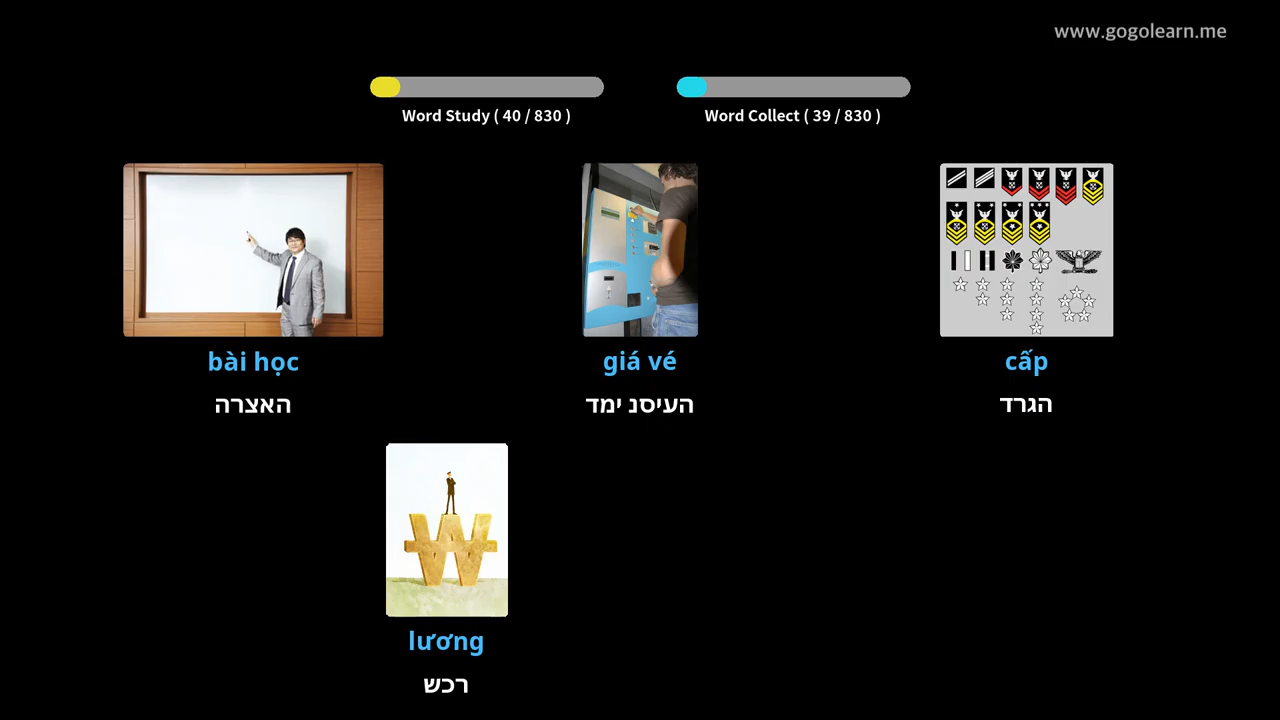 www.gogolearn.me
Word Study ( 40 / 830 )
Word Collect ( 39 / 830 )
bài học
האצרה
giá vé
העיסנ ימד
cấp
הגרד
lương
רכש